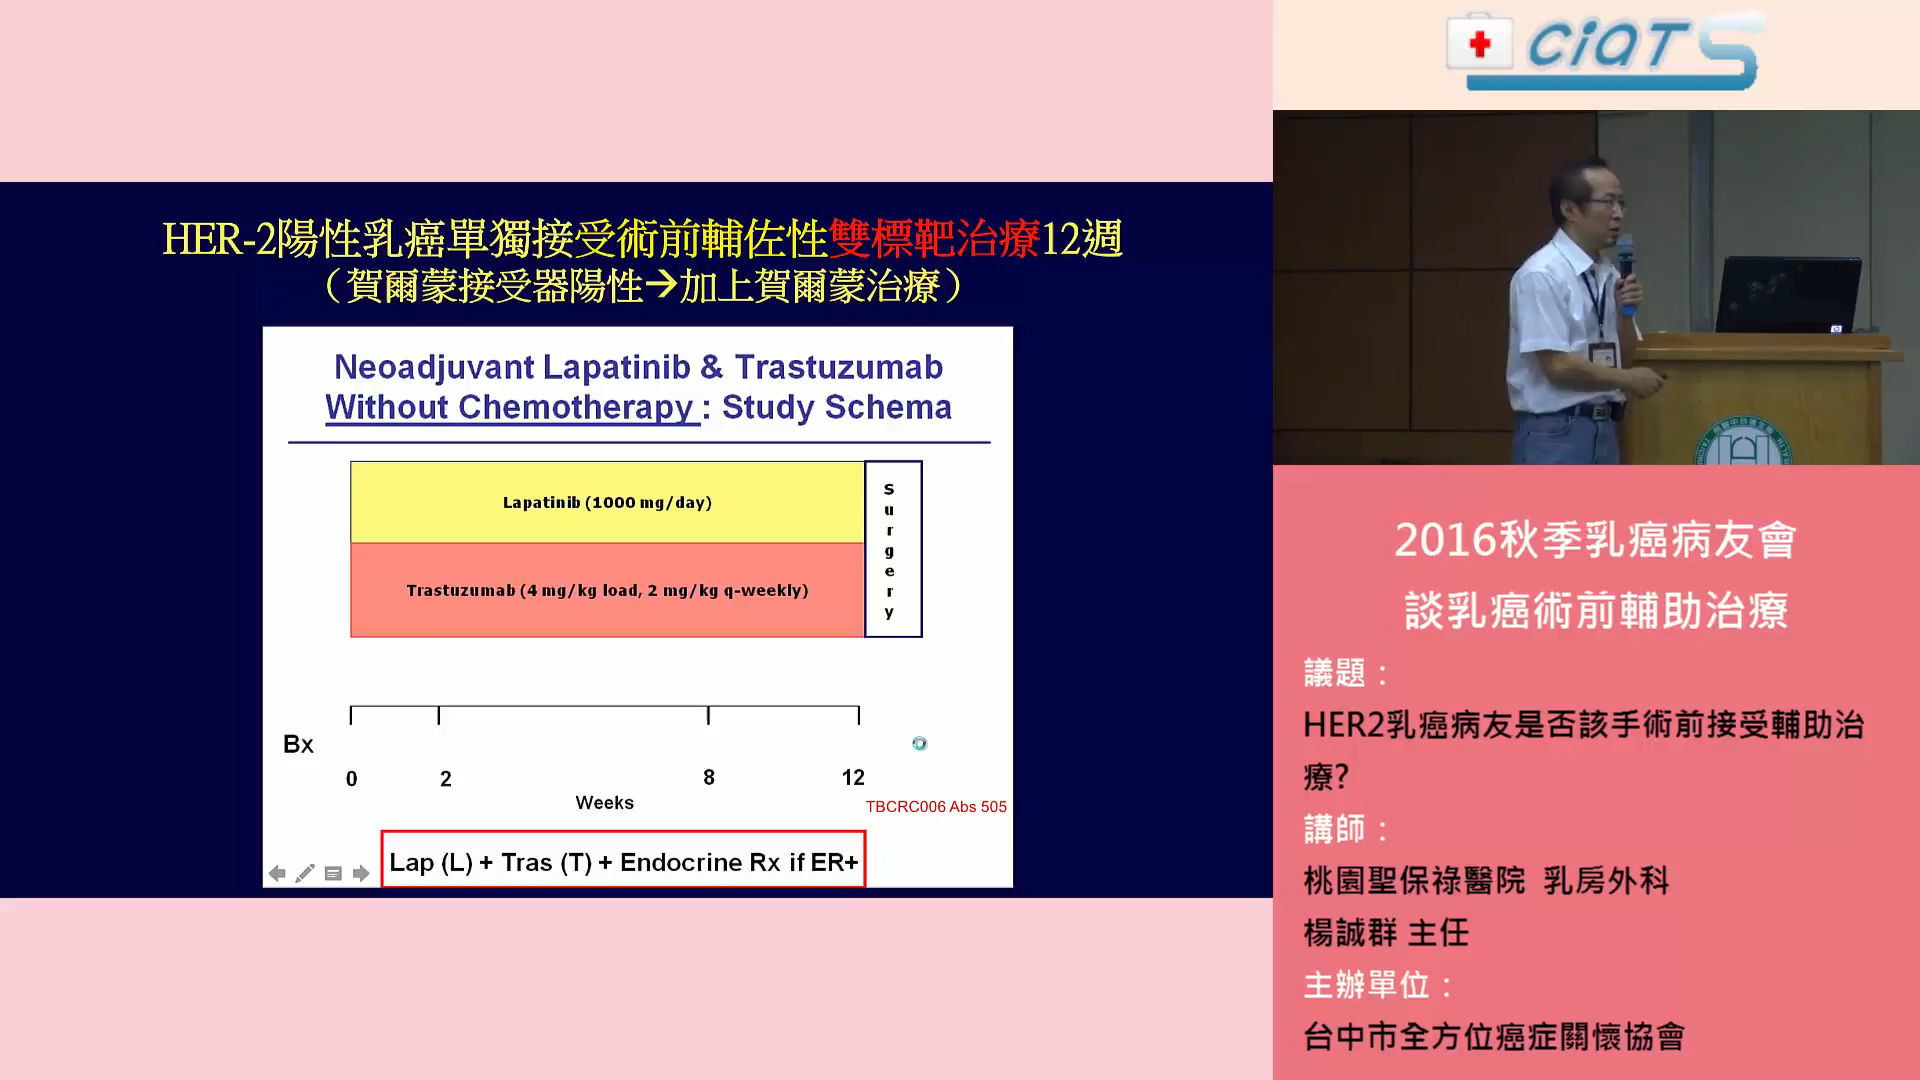 HER-2陽性乳癌單獨接受術前輔佐性雙標靶治療12週
（賀爾蒙接受器陽性→加上賀爾蒙治療）
Neoadjuvant Lapatinib & Trastuzumab
Without Chemotherapy : Study Schema
Lapatinib (1000 mg/day)
Trastuzumab (4 mg/kg load, 2 mg/kg q-weekly)
Surgery
Bx
0 2 8 12
Weeks
TBCRC006 Abs 505
Lap (L) + Tras (T) + Endocrine Rx if ER+
ciaTS
2016秋季乳癌病友會
談乳癌術前輔助治療
議題：
HER2乳癌病友是否該手術前接受輔助治
療?
講師：
桃園聖保祿醫院 乳房外科
楊誠群 主任
主辦單位：
台中市全方位癌症關懷協會